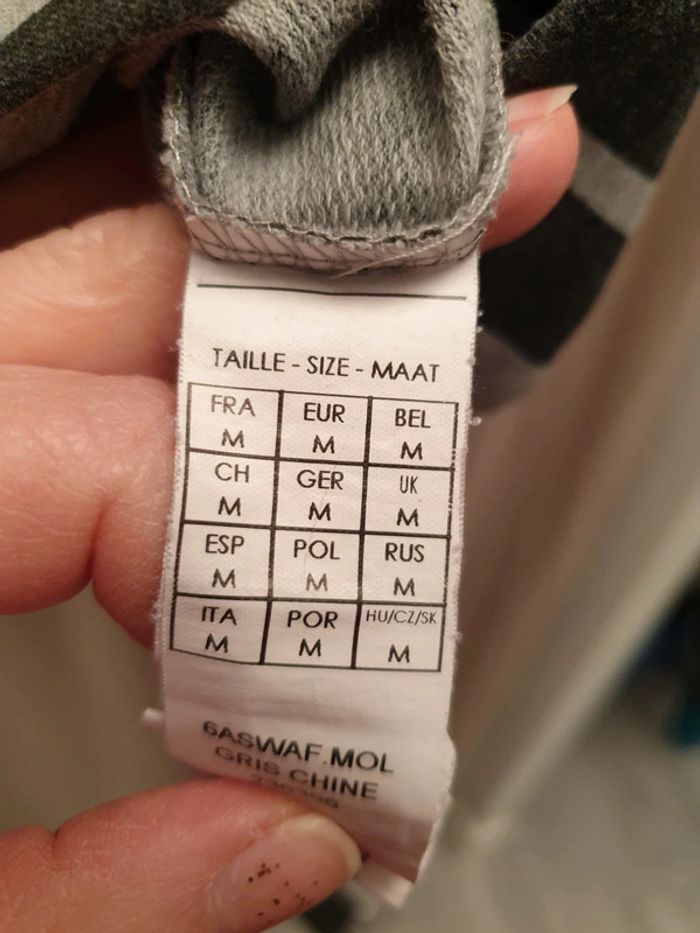 TAILLE - SIZE - MAAT
FRA EUR BEL
M M M
CH GER UK
M M M
ESP POL RUS
M M M
ITA POR HU/CZ/SK
M M M
6ASWAF.MOL
GRIS CHINE